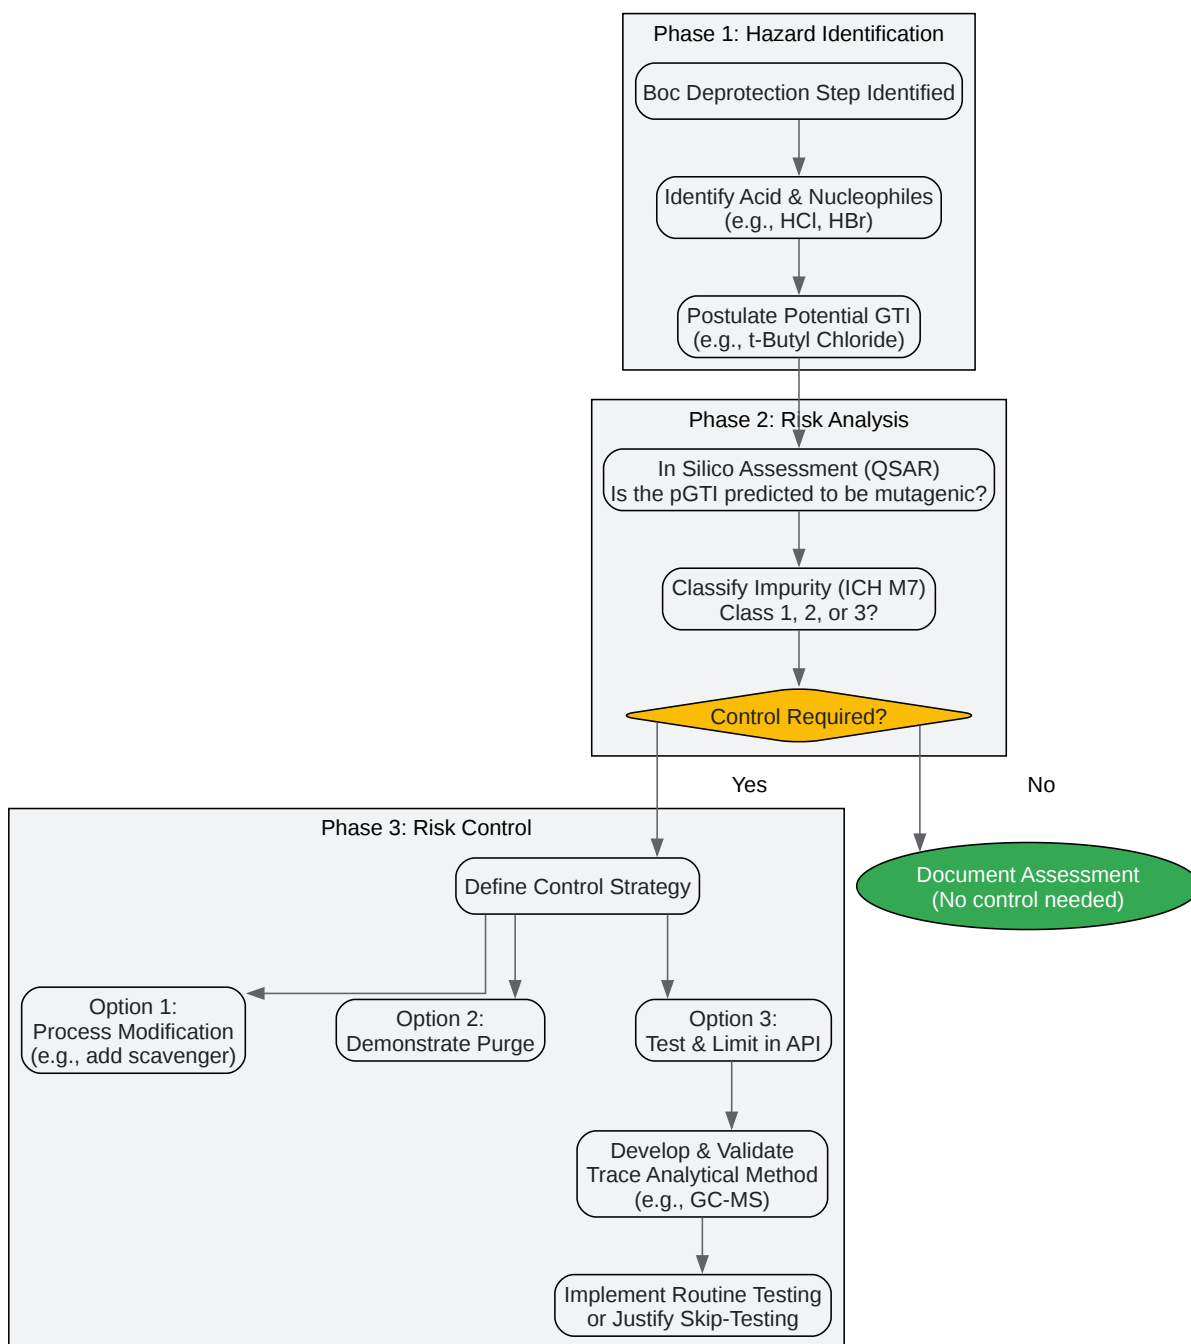 Phase 1: Hazard Identification
Boc Deprotection Step Identified
Identify Acid & Nucleophiles
(e.g., HCl, HBr)
Postulate Potential GTI
(e.g., t-Butyl Chloride)
Phase 2: Risk Analysis
In Silico Assessment (QSAR)
Is the pGTI predicted to be mutagenic?
Classify Impurity (ICH M7)
Class 1, 2, or 3?
Control Required?
Yes
No
Phase 3: Risk Control
Define Control Strategy
Document Assessment
(No control needed)
Option 1:
Process Modification
(e.g., add scavenger)
Option 2:
Demonstrate Purge
Option 3:
Test & Limit in API
Develop & Validate
Trace Analytical Method
(e.g., GC-MS)
Implement Routine Testing
or Justify Skip-Testing